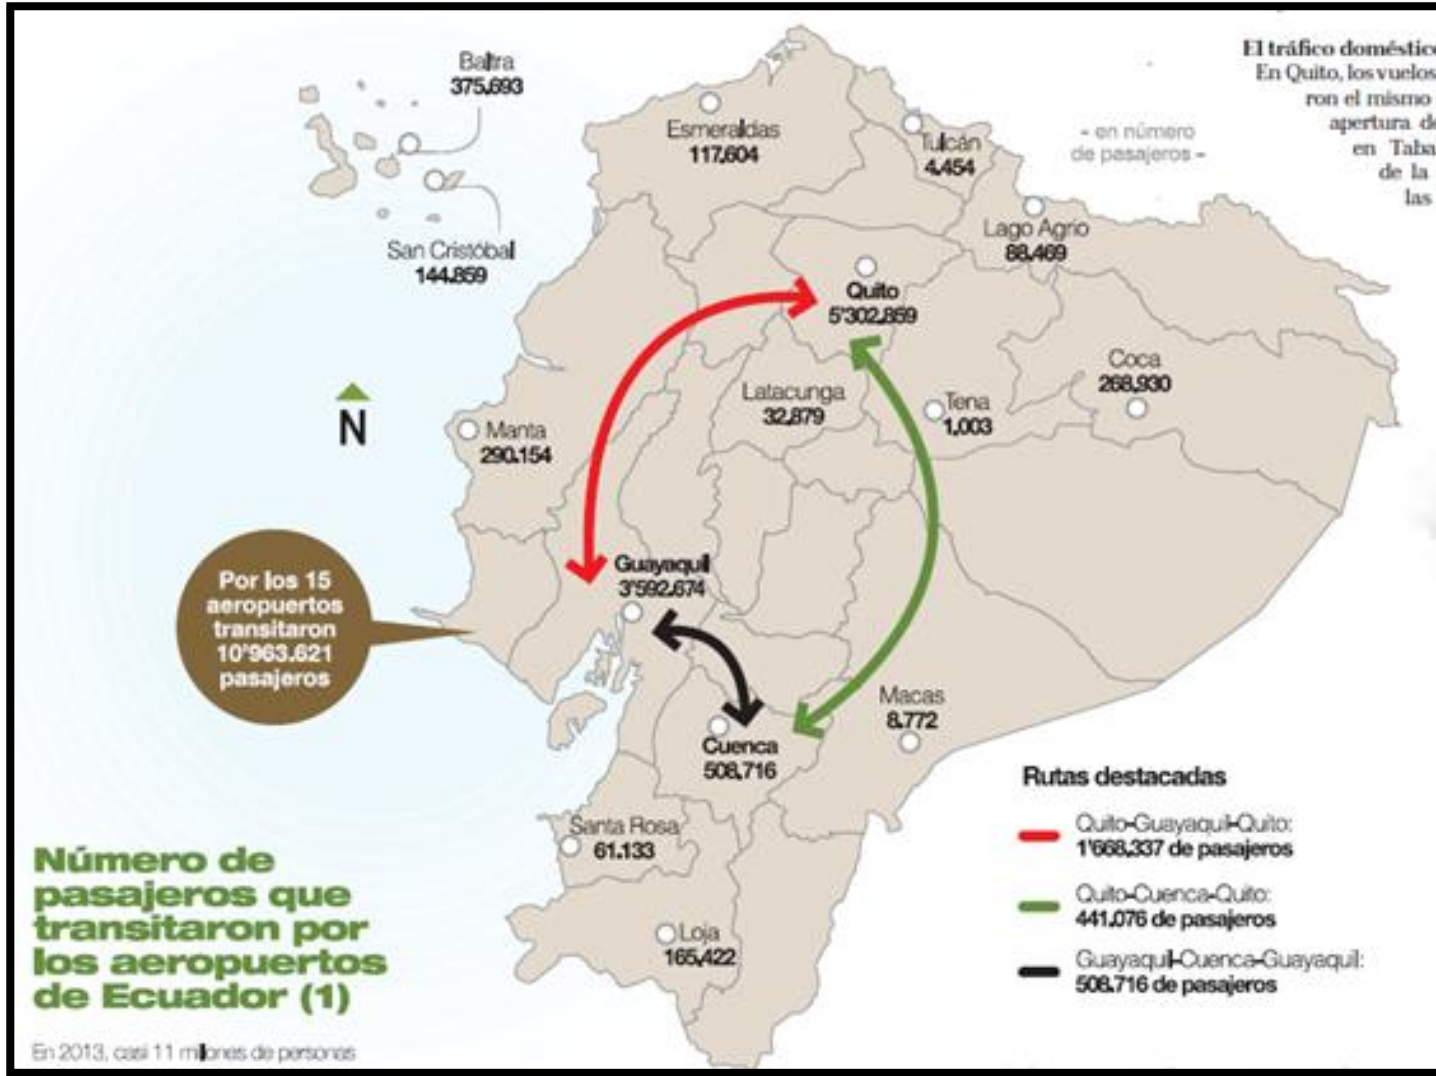 Baltra
375.693
Esmeraldas
117.604
Tulcán
4.454
- en número
de pasajeros -
El tráfico doméstico
En Quito, los vuelos
ron el mismo
apertura de
en Taba
de la
las
San Cristóbal
144.859
Lago Agrio
88.469
Quito
5'302.859
Coca
268.930
Latacunga
32.879
Tena
1.003
N
Manta
290.154
Por los 15
aeropuertos
transitaron
10'963.621
pasajeros
Guayaquil
3'592.674
Macas
8.772
Cuenca
508.716
Santa Rosa
61.133
Loja
165.422
Rutas destacadas
Quito-Guayaquil-Quito:
1'668.337 de pasajeros
Quito-Cuenca-Quito:
441.076 de pasajeros
Guayaquil-Cuenca-Guayaquil:
508.716 de pasajeros
Número de
pasajeros que
transitaron por
los aeropuertos
de Ecuador (1)
En 2013, casi 11 millones de personas